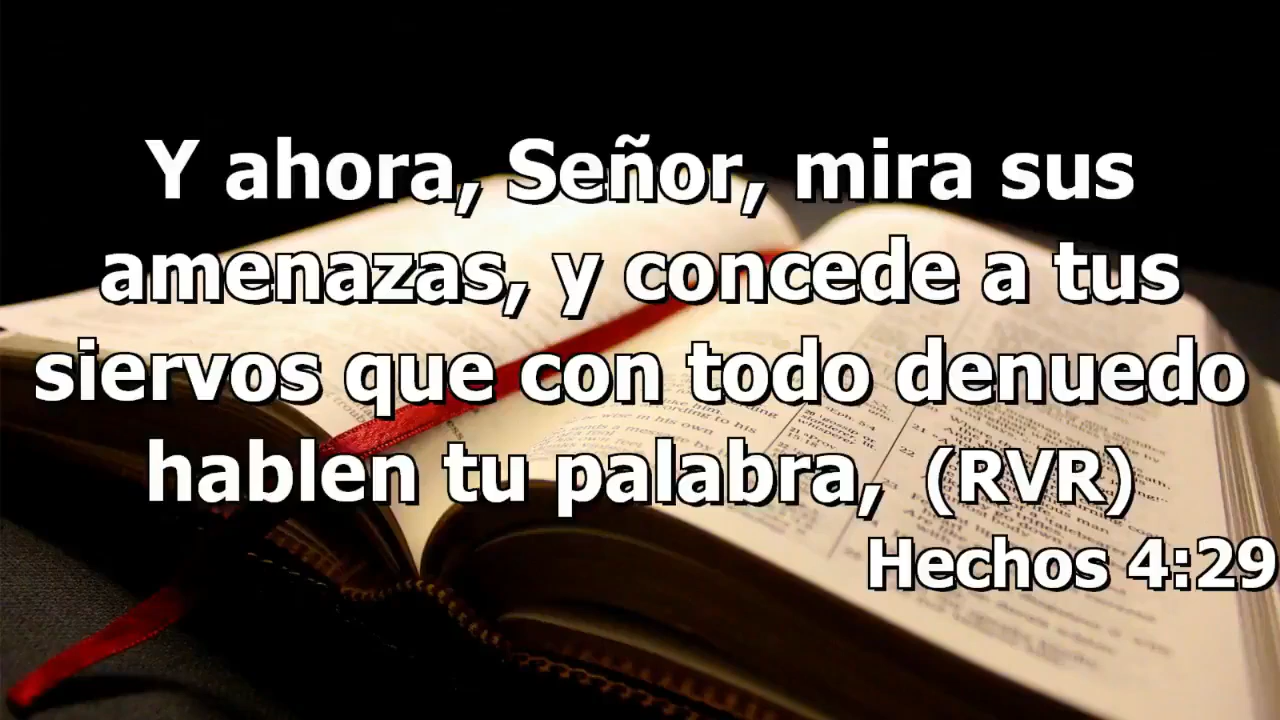 Y ahora, Señor, mira sus
amenazas, y concede a tus
siervos que con todo denuedo
hablen tu palabra, (RVR)
Hechos 4:29